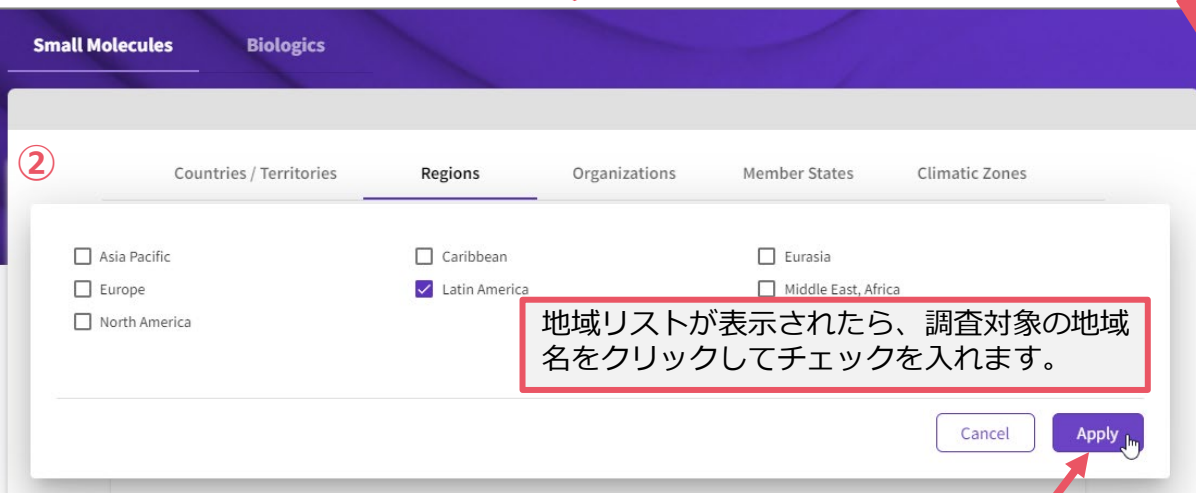 Small Molecules Biologics
②
Countries / Territories Regions Organizations Member States Climatic Zones
Asia Pacific Caribbean Eurasia
Europe Latin America Middle East, Africa
North America
地域リストが表示されたら、調査対象の地域
名をクリックしてチェックを入れます。
Cancel Apply